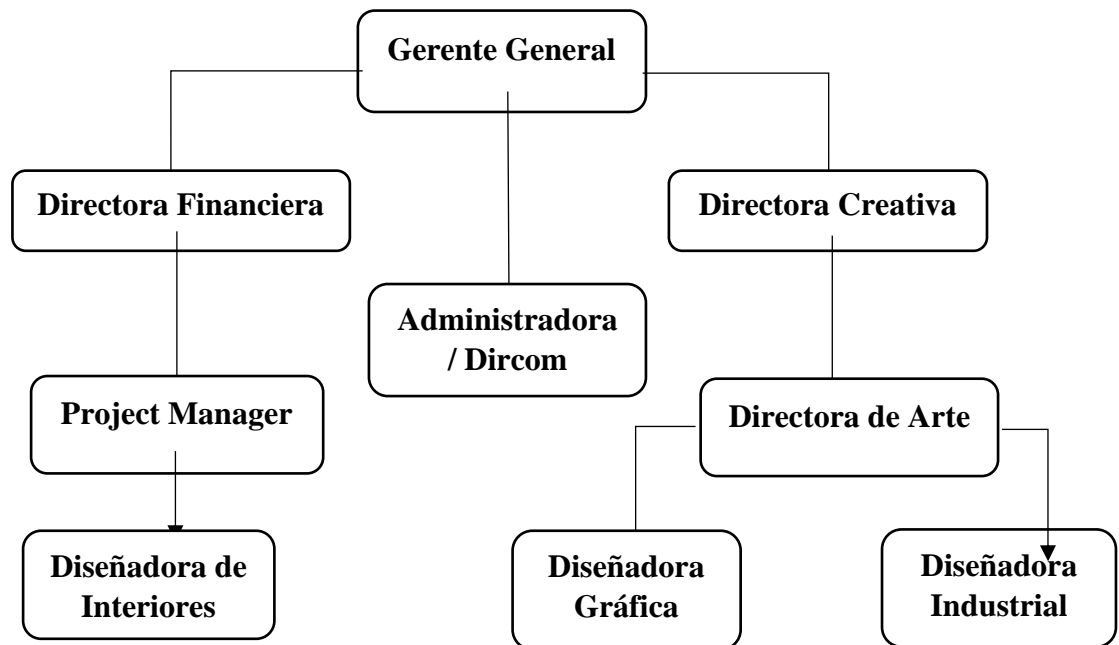 Gerente General
Directora Financiera
Directora Creativa
Administradora
/ Dircom
Project Manager
Directora de Arte
Diseñadora de
Interiores
Diseñadora
Gráfica
Diseñadora
Industrial